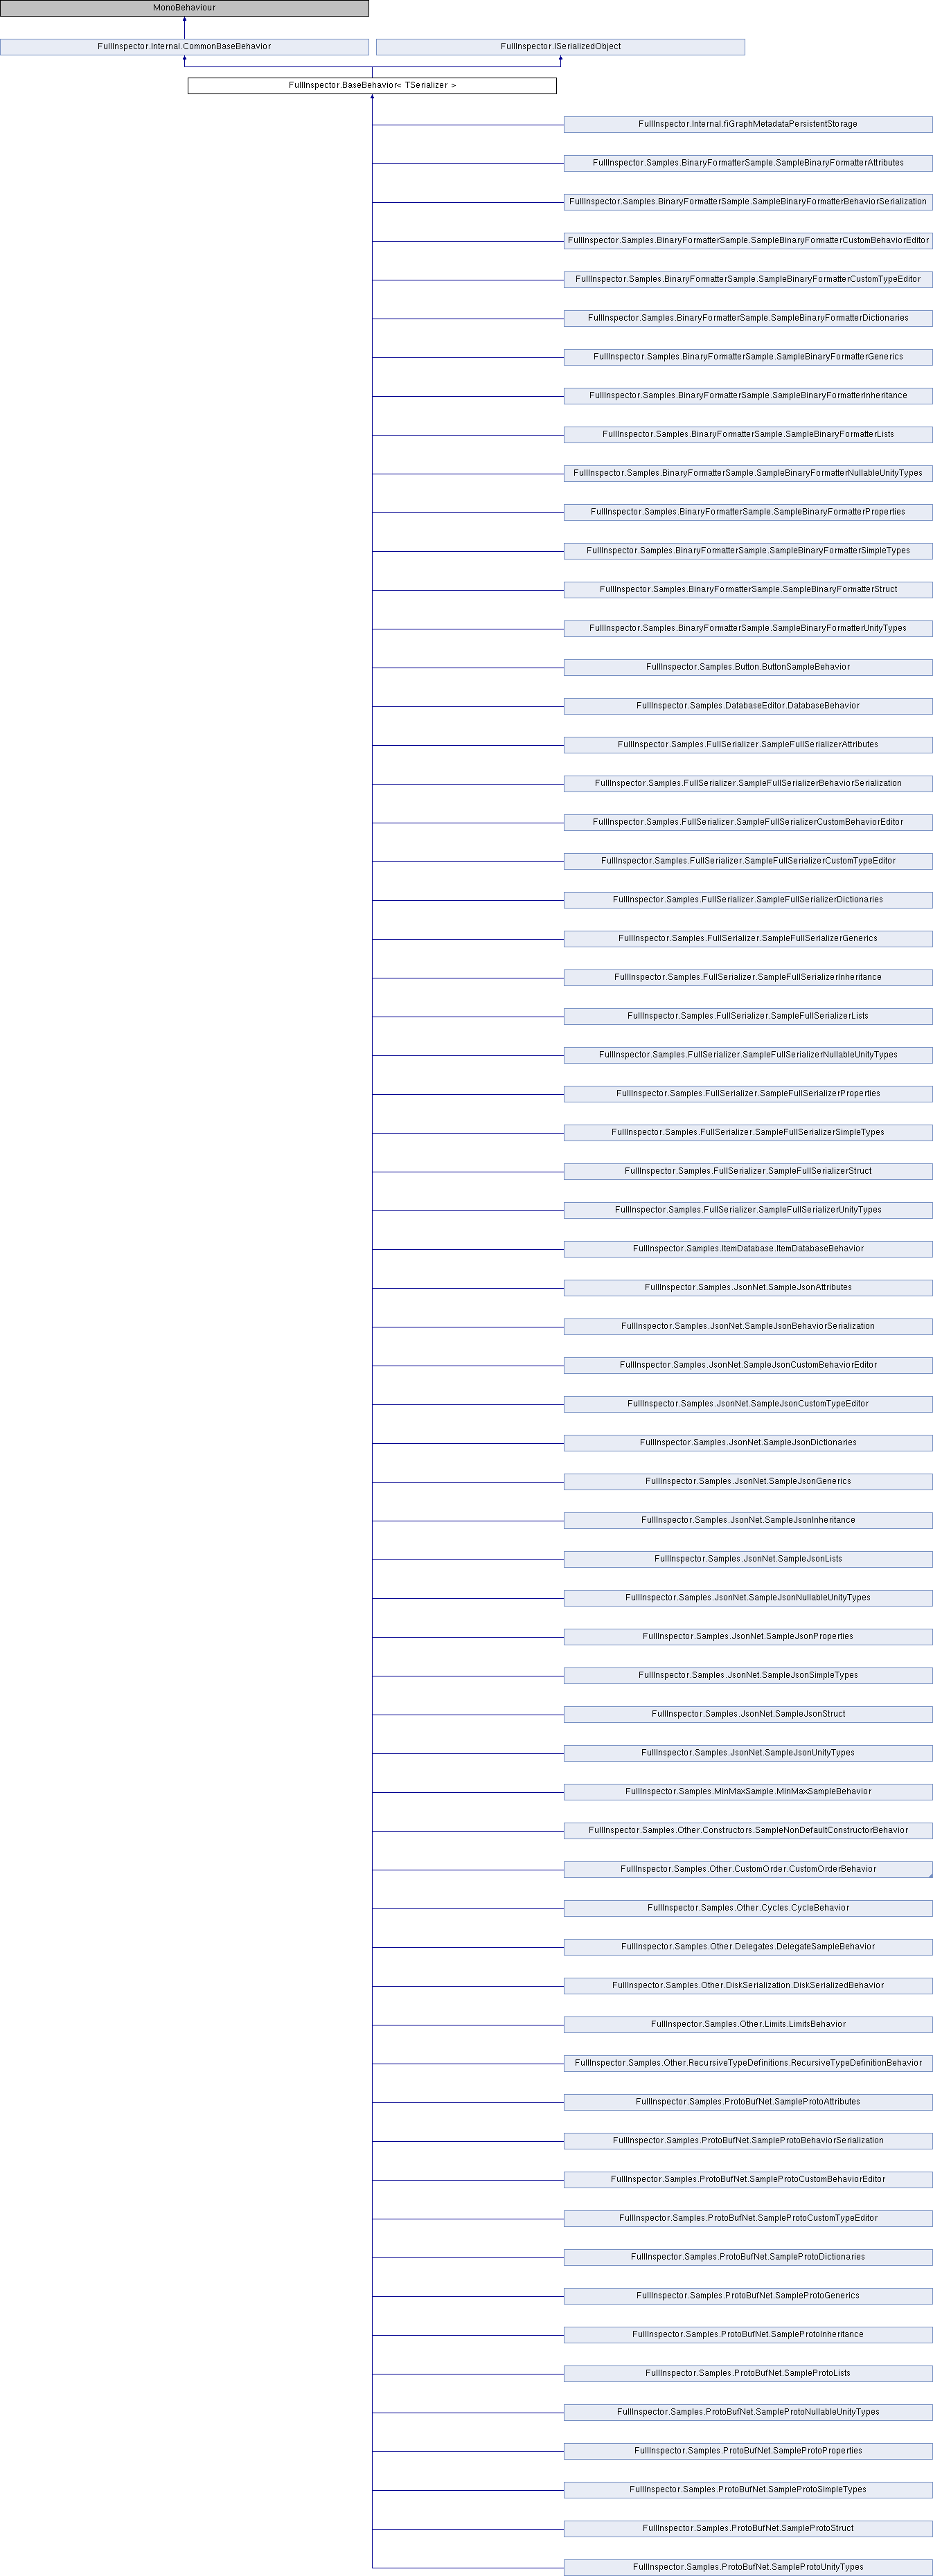 MonoBehaviour
FullInspector.Internal.CommonBaseBehavior
FullInspector.ISerializedObject
FullInspector.BaseBehavior< TSerializer >
FullInspector.Internal.fiGraphMetadataPersistentStorage
FullInspector.Samples.BinaryFormatterSample.SampleBinaryFormatterAttributes
FullInspector.Samples.BinaryFormatterSample.SampleBinaryFormatterBehaviorSerialization
FullInspector.Samples.BinaryFormatterSample.SampleBinaryFormatterCustomBehaviorEditor
FullInspector.Samples.BinaryFormatterSample.SampleBinaryFormatterCustomTypeEditor
FullInspector.Samples.BinaryFormatterSample.SampleBinaryFormatterDictionaries
FullInspector.Samples.BinaryFormatterSample.SampleBinaryFormatterGenerics
FullInspector.Samples.BinaryFormatterSample.SampleBinaryFormatterInheritance
FullInspector.Samples.BinaryFormatterSample.SampleBinaryFormatterLists
FullInspector.Samples.BinaryFormatterSample.SampleBinaryFormatterNullableUnityTypes
FullInspector.Samples.BinaryFormatterSample.SampleBinaryFormatterProperties
FullInspector.Samples.BinaryFormatterSample.SampleBinaryFormatterSimpleTypes
FullInspector.Samples.BinaryFormatterSample.SampleBinaryFormatterStruct
FullInspector.Samples.BinaryFormatterSample.SampleBinaryFormatterUnityTypes
FullInspector.Samples.Button.ButtonSampleBehavior
FullInspector.Samples.DatabaseEditor.DatabaseBehavior
FullInspector.Samples.FullSerializer.SampleFullSerializerAttributes
FullInspector.Samples.FullSerializer.SampleFullSerializerBehaviorSerialization
FullInspector.Samples.FullSerializer.SampleFullSerializerCustomBehaviorEditor
FullInspector.Samples.FullSerializer.SampleFullSerializerCustomTypeEditor
FullInspector.Samples.FullSerializer.SampleFullSerializerDictionaries
FullInspector.Samples.FullSerializer.SampleFullSerializerGenerics
FullInspector.Samples.FullSerializer.SampleFullSerializerInheritance
FullInspector.Samples.FullSerializer.SampleFullSerializerLists
FullInspector.Samples.FullSerializer.SampleFullSerializerNullableUnityTypes
FullInspector.Samples.FullSerializer.SampleFullSerializerProperties
FullInspector.Samples.FullSerializer.SampleFullSerializerSimpleTypes
FullInspector.Samples.FullSerializer.SampleFullSerializerStruct
FullInspector.Samples.FullSerializer.SampleFullSerializerUnityTypes
FullInspector.Samples.ItemDatabase.ItemDatabaseBehavior
FullInspector.Samples.JsonNet.SampleJsonAttributes
FullInspector.Samples.JsonNet.SampleJsonBehaviorSerialization
FullInspector.Samples.JsonNet.SampleJsonCustomBehaviorEditor
FullInspector.Samples.JsonNet.SampleJsonCustomTypeEditor
FullInspector.Samples.JsonNet.SampleJsonDictionaries
FullInspector.Samples.JsonNet.SampleJsonGenerics
FullInspector.Samples.JsonNet.SampleJsonInheritance
FullInspector.Samples.JsonNet.SampleJsonLists
FullInspector.Samples.JsonNet.SampleJsonNullableUnityTypes
FullInspector.Samples.JsonNet.SampleJsonProperties
FullInspector.Samples.JsonNet.SampleJsonSimpleTypes
FullInspector.Samples.JsonNet.SampleJsonStruct
FullInspector.Samples.JsonNet.SampleJsonUnityTypes
FullInspector.Samples.MinMaxSample.MinMaxSampleBehavior
FullInspector.Samples.Other.Constructors.SampleNonDefaultConstructorBehavior
FullInspector.Samples.Other.CustomOrder.CustomOrderBehavior
FullInspector.Samples.Other.Cycles.CycleBehavior
FullInspector.Samples.Other.Delegates.DelegateSampleBehavior
FullInspector.Samples.Other.DiskSerialization.DiskSerializedBehavior
FullInspector.Samples.Other.Limits.LimitsBehavior
FullInspector.Samples.Other.RecursiveTypeDefinitions.RecursiveTypeDefinitionBehavior
FullInspector.Samples.ProtoBufNet.SampleProtoAttributes
FullInspector.Samples.ProtoBufNet.SampleProtoBehaviorSerialization
FullInspector.Samples.ProtoBufNet.SampleProtoCustomBehaviorEditor
FullInspector.Samples.ProtoBufNet.SampleProtoCustomTypeEditor
FullInspector.Samples.ProtoBufNet.SampleProtoDictionaries
FullInspector.Samples.ProtoBufNet.SampleProtoGenerics
FullInspector.Samples.ProtoBufNet.SampleProtoInheritance
FullInspector.Samples.ProtoBufNet.SampleProtoLists
FullInspector.Samples.ProtoBufNet.SampleProtoNullableUnityTypes
FullInspector.Samples.ProtoBufNet.SampleProtoProperties
FullInspector.Samples.ProtoBufNet.SampleProtoSimpleTypes
FullInspector.Samples.ProtoBufNet.SampleProtoStruct
FullInspector.Samples.ProtoBufNet.SampleProtoUnityTypes